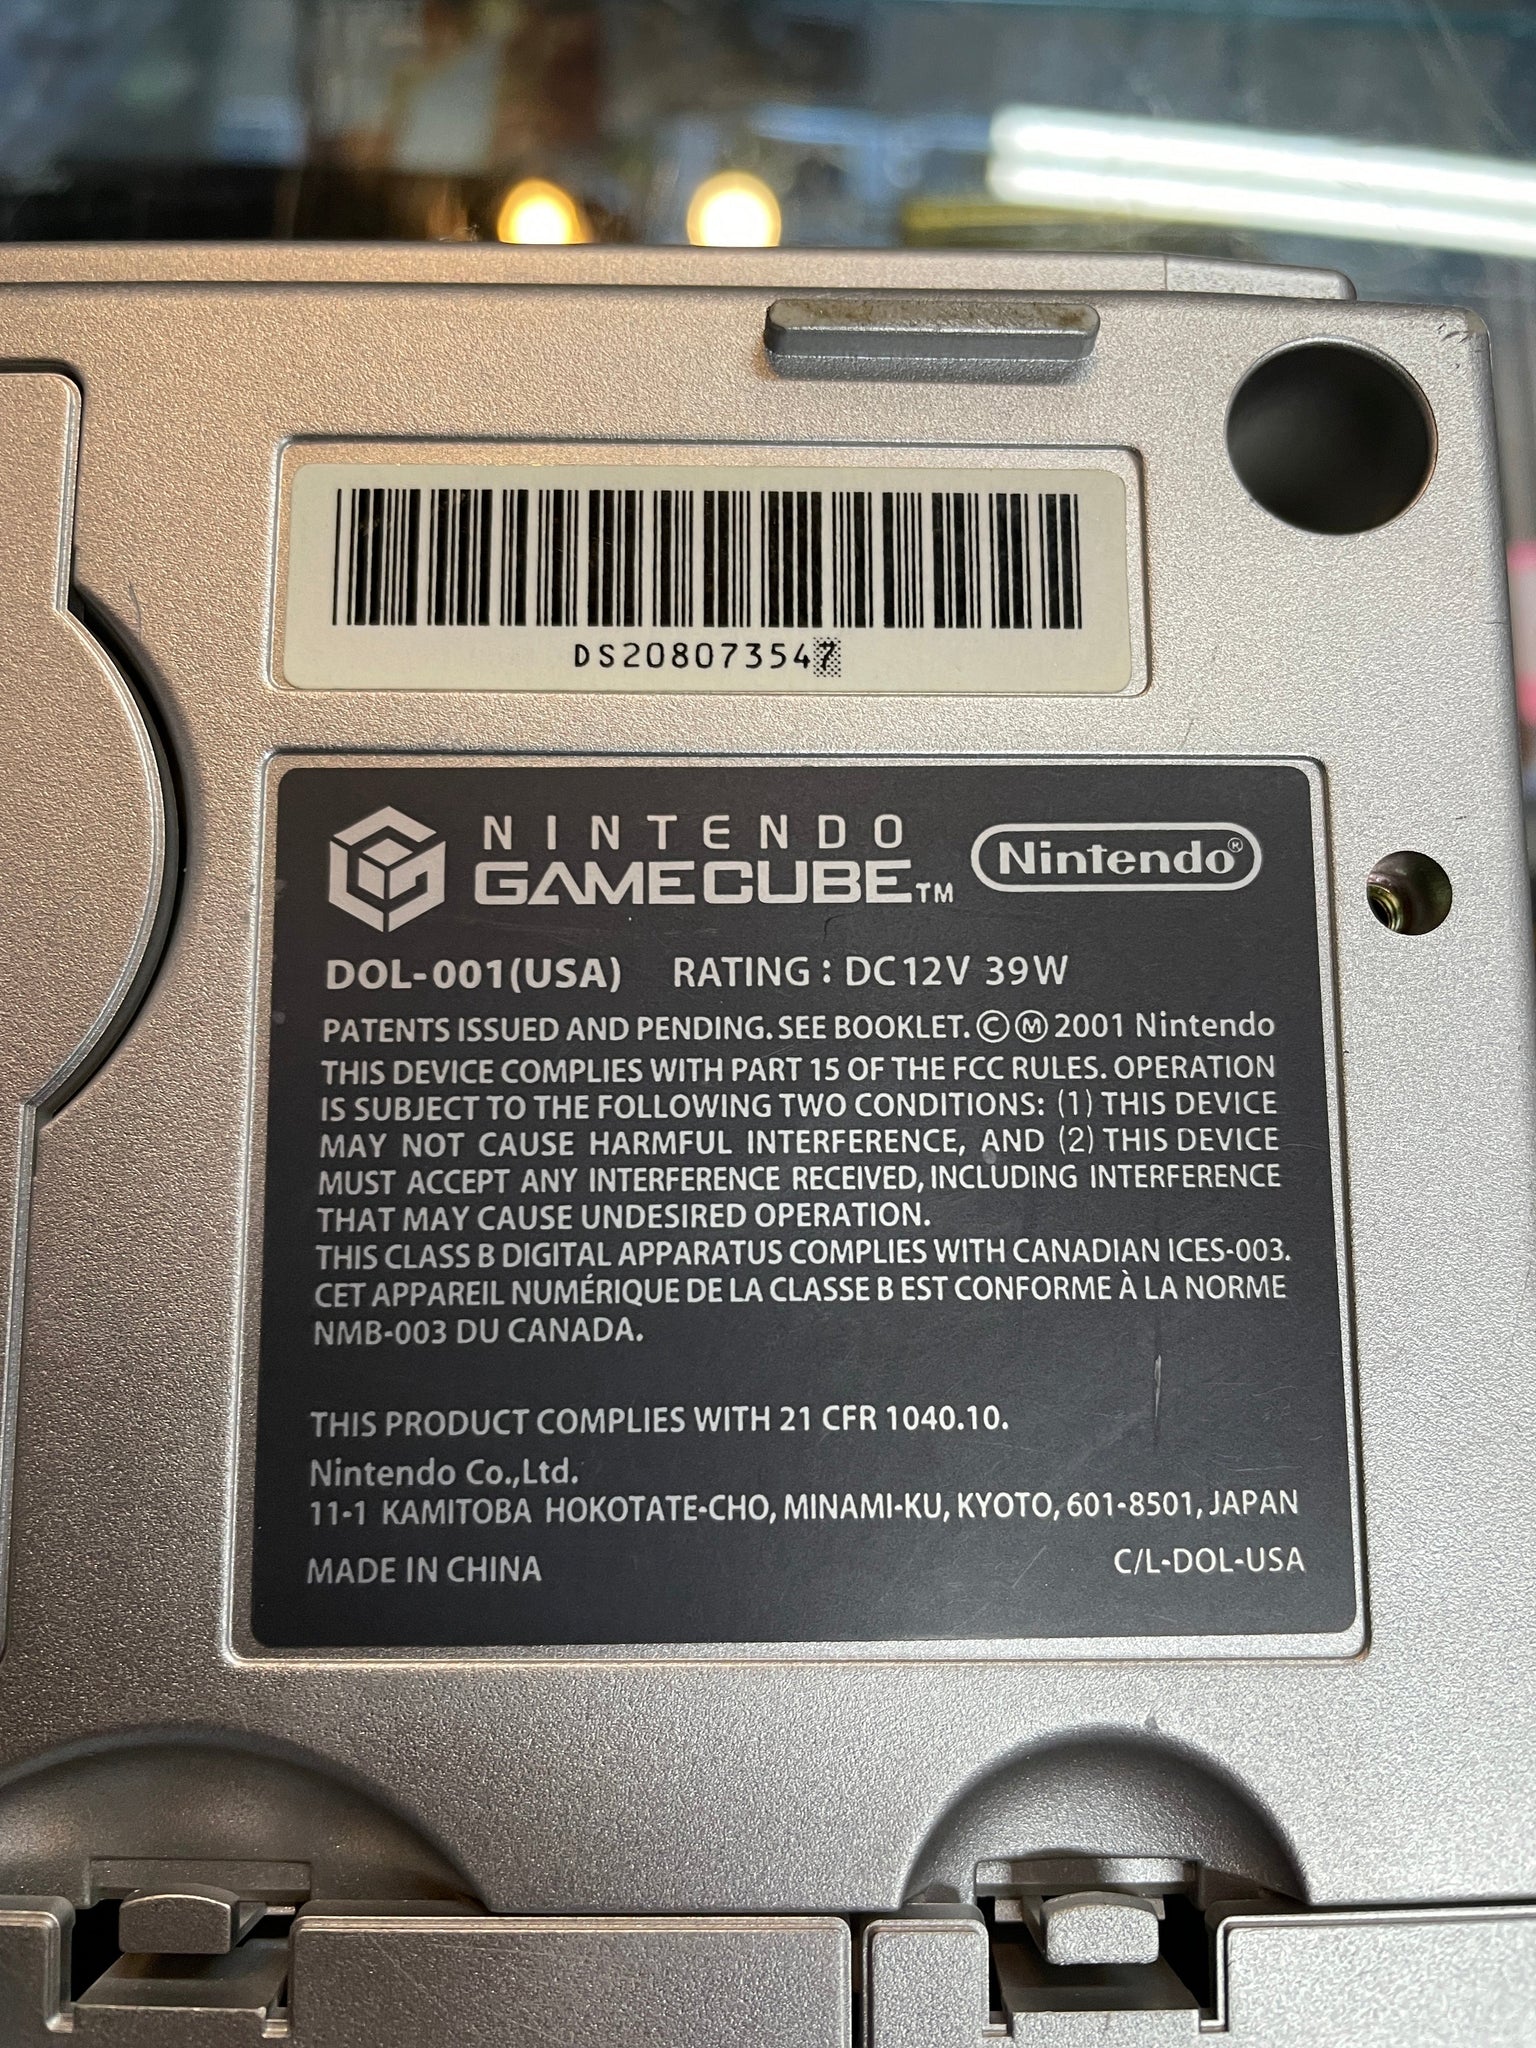 DS208073547
NINTENDO
GAMECUBE™
Nintendo®
DOL-001(USA) RATING : DC12V 39W
PATENTS ISSUED AND PENDING. SEE BOOKLET. ©Ⓜ2001 Nintendo
THIS DEVICE COMPLIES WITH PART 15 OF THE FCC RULES. OPERATION
IS SUBJECT TO THE FOLLOWING TWO CONDITIONS: (1) THIS DEVICE
MAY NOT CAUSE HARMFUL INTERFERENCE, AND (2) THIS DEVICE
MUST ACCEPT ANY INTERFERENCE RECEIVED, INCLUDING INTERFERENCE
THAT MAY CAUSE UNDESIRED OPERATION.
THIS CLASS B DIGITAL APPARATUS COMPLIES WITH CANADIAN ICES-003.
CET APPAREIL NUMÉRIQUE DE LA CLASSE B EST CONFORME À LA NORME
NMB-003 DU CANADA.
THIS PRODUCT COMPLIES WITH 21 CFR 1040.10.
Nintendo Co.,Ltd.
11-1 KAMITOBA HOKOTATE-CHO, MINAMI-KU, KYOTO, 601-8501, JAPAN
MADE IN CHINA C/L-DOL-USA